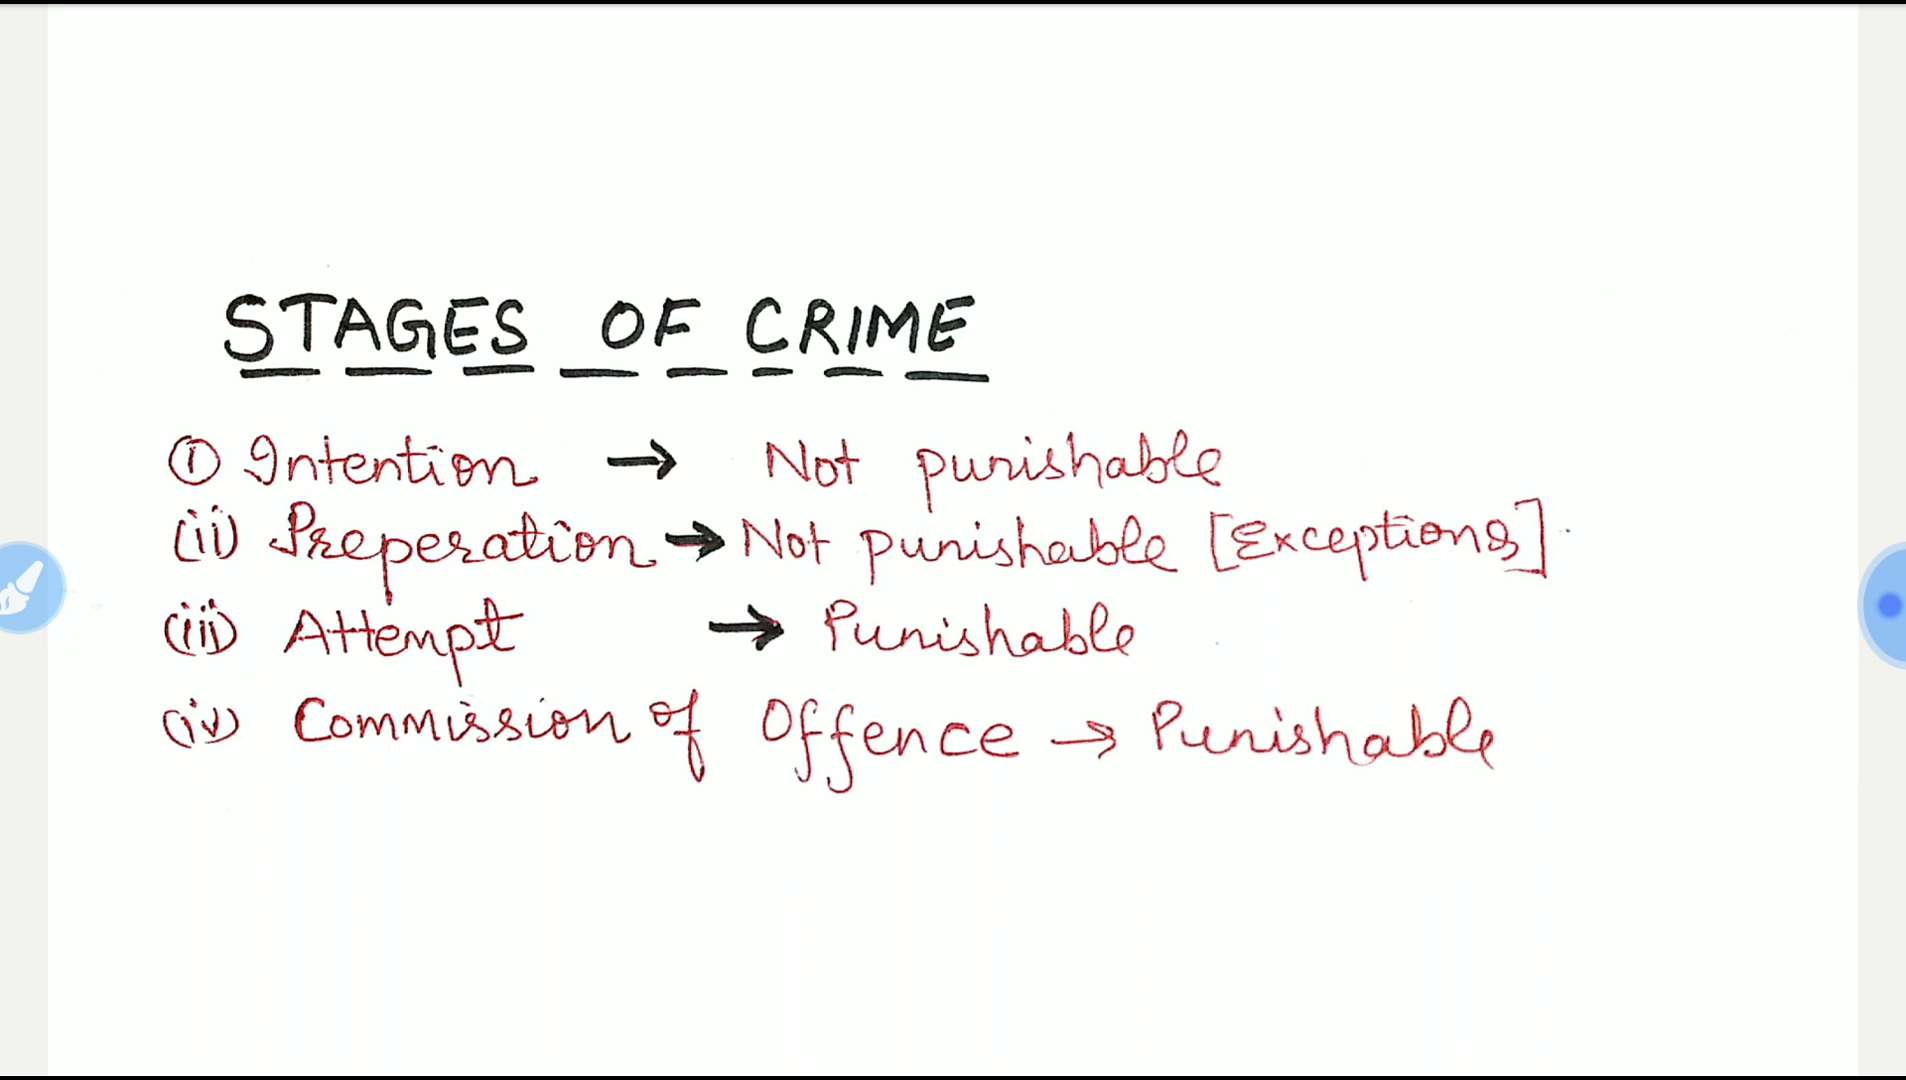 STAGES OF CRIME
(i) Intention → Not punishable
(ii) Preperation → Not punishable [Exceptions]
(iii) Attempt → Punishable
(iv) Commission of Offence → Punishable